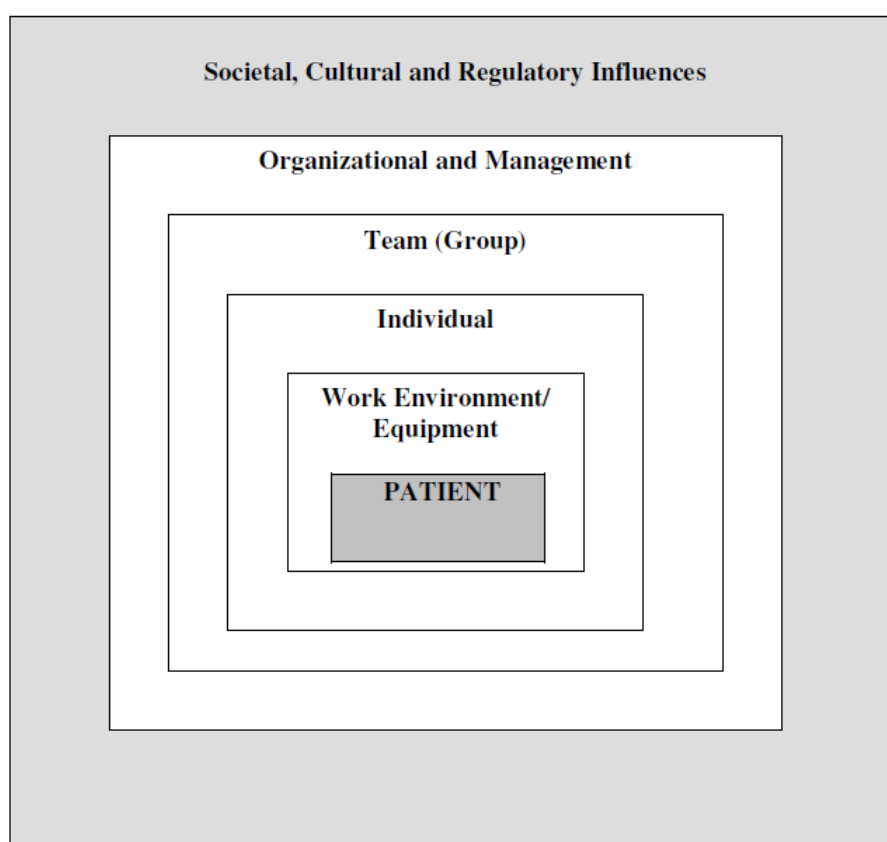 Societal, Cultural and Regulatory Influences
Organizational and Management
Team (Group)
Individual
Work Environment/
Equipment
PATIENT